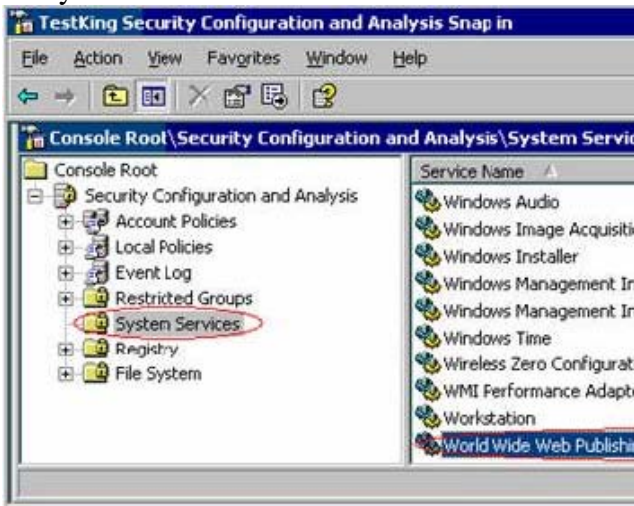 TestKing Security Configuration and Analysis Snap in
File Action View Favorites Window Help
Console Root\Security Configuration and Analysis\System Servic
Console Root
Security Configuration and Analysis
Account Policies
Local Policies
Event Log
Restricted Groups
System Services
Registry
File System
Service Name
Windows Audio
Windows Image Acquisiti
Windows Installer
Windows Management In
Windows Management In
Windows Time
Wireless Zero Configurat
WMI Performance Adapt
Workstation
World Wide Web Publishin